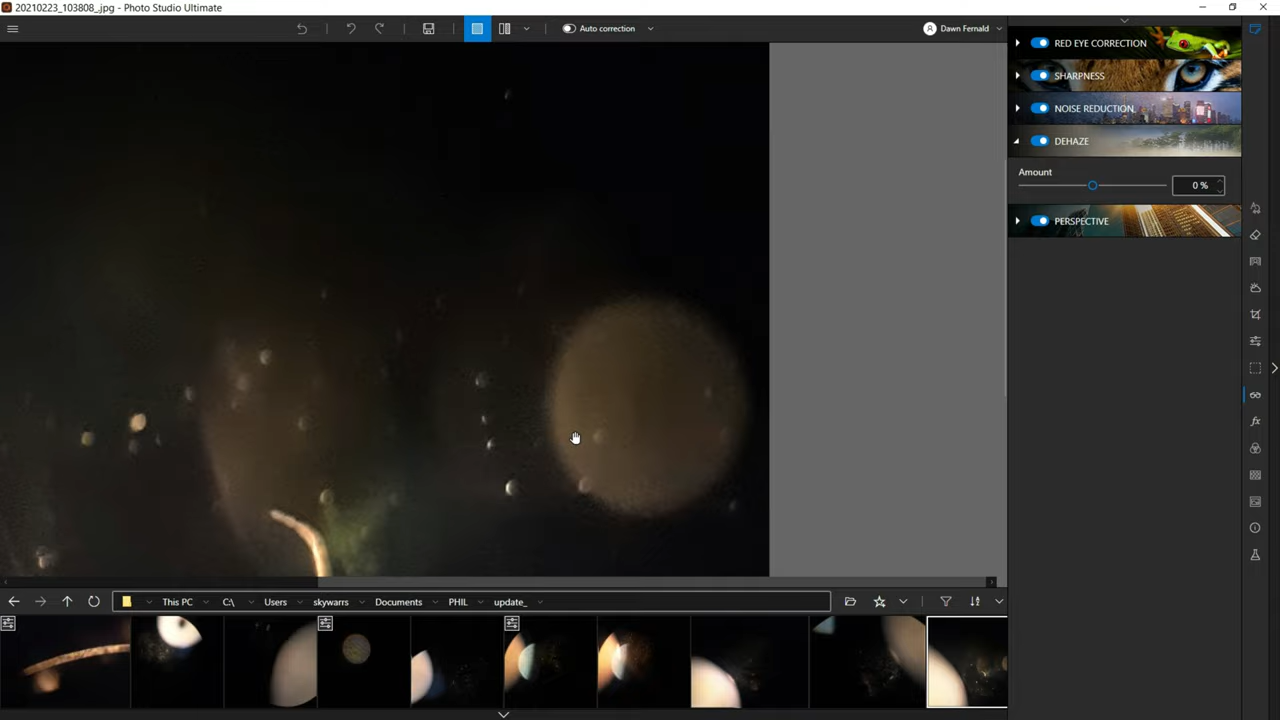 20210223_103808_.jpg - Photo Studio Ultimate
Auto correction
Dawn Fernald
RED EYE CORRECTION
SHARPNESS
NOISE REDUCTION
DEHAZE
Amount
0 %
PERSPECTIVE
This PC
C:\
Users
skywarrs
Documents
PHIL
update_
fx